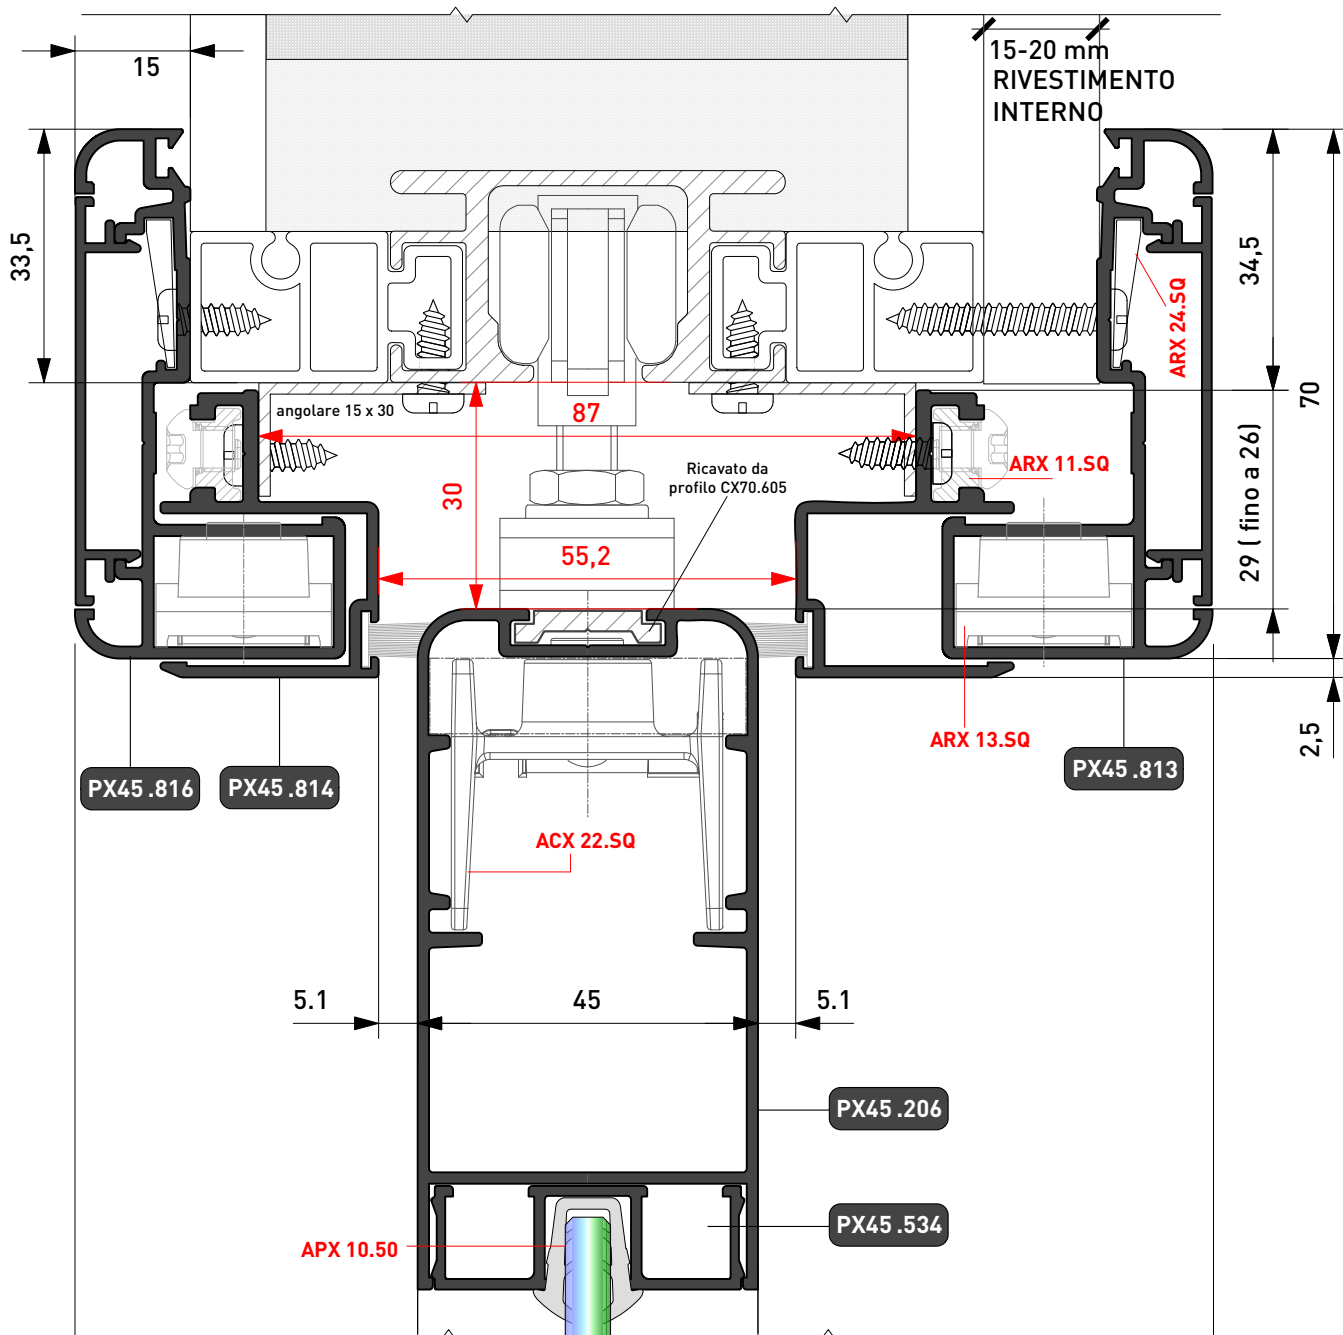 15
15-20 mm
RIVESTIMENTO
INTERNO
33,5
34,5
ARX 24.SQ
70
angolare 15 x 30
87
Ricavato da
profilo CX70.605
ARX 11.SQ
30
29 ( fino a 26)
55,2
ARX 13.SQ
2,5
PX45.816
PX45.814
PX45.813
ACX 22.SQ
5.1
45
5.1
PX45.206
PX45.534
APX 10.50